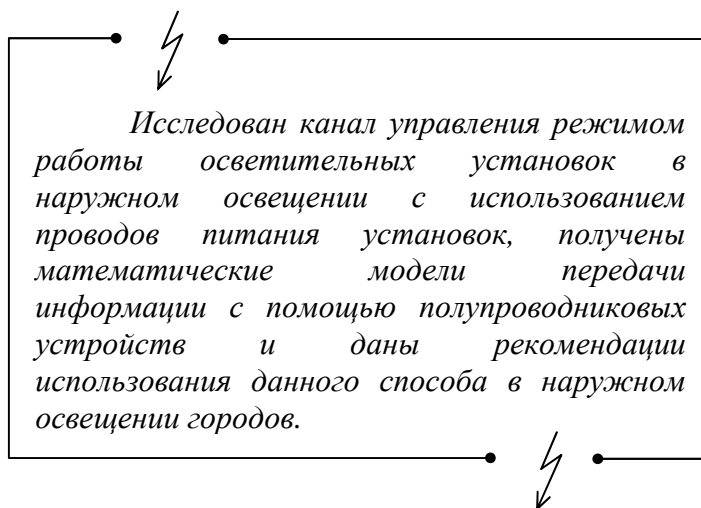 Исследован канал управления режимом
работы осветительных установок в
наружном освещении с использованием
проводов питания установок, получены
математические модели передачи
информации с помощью полупроводниковых
устройств и даны рекомендации
использования данного способа в наружном
освещении городов.